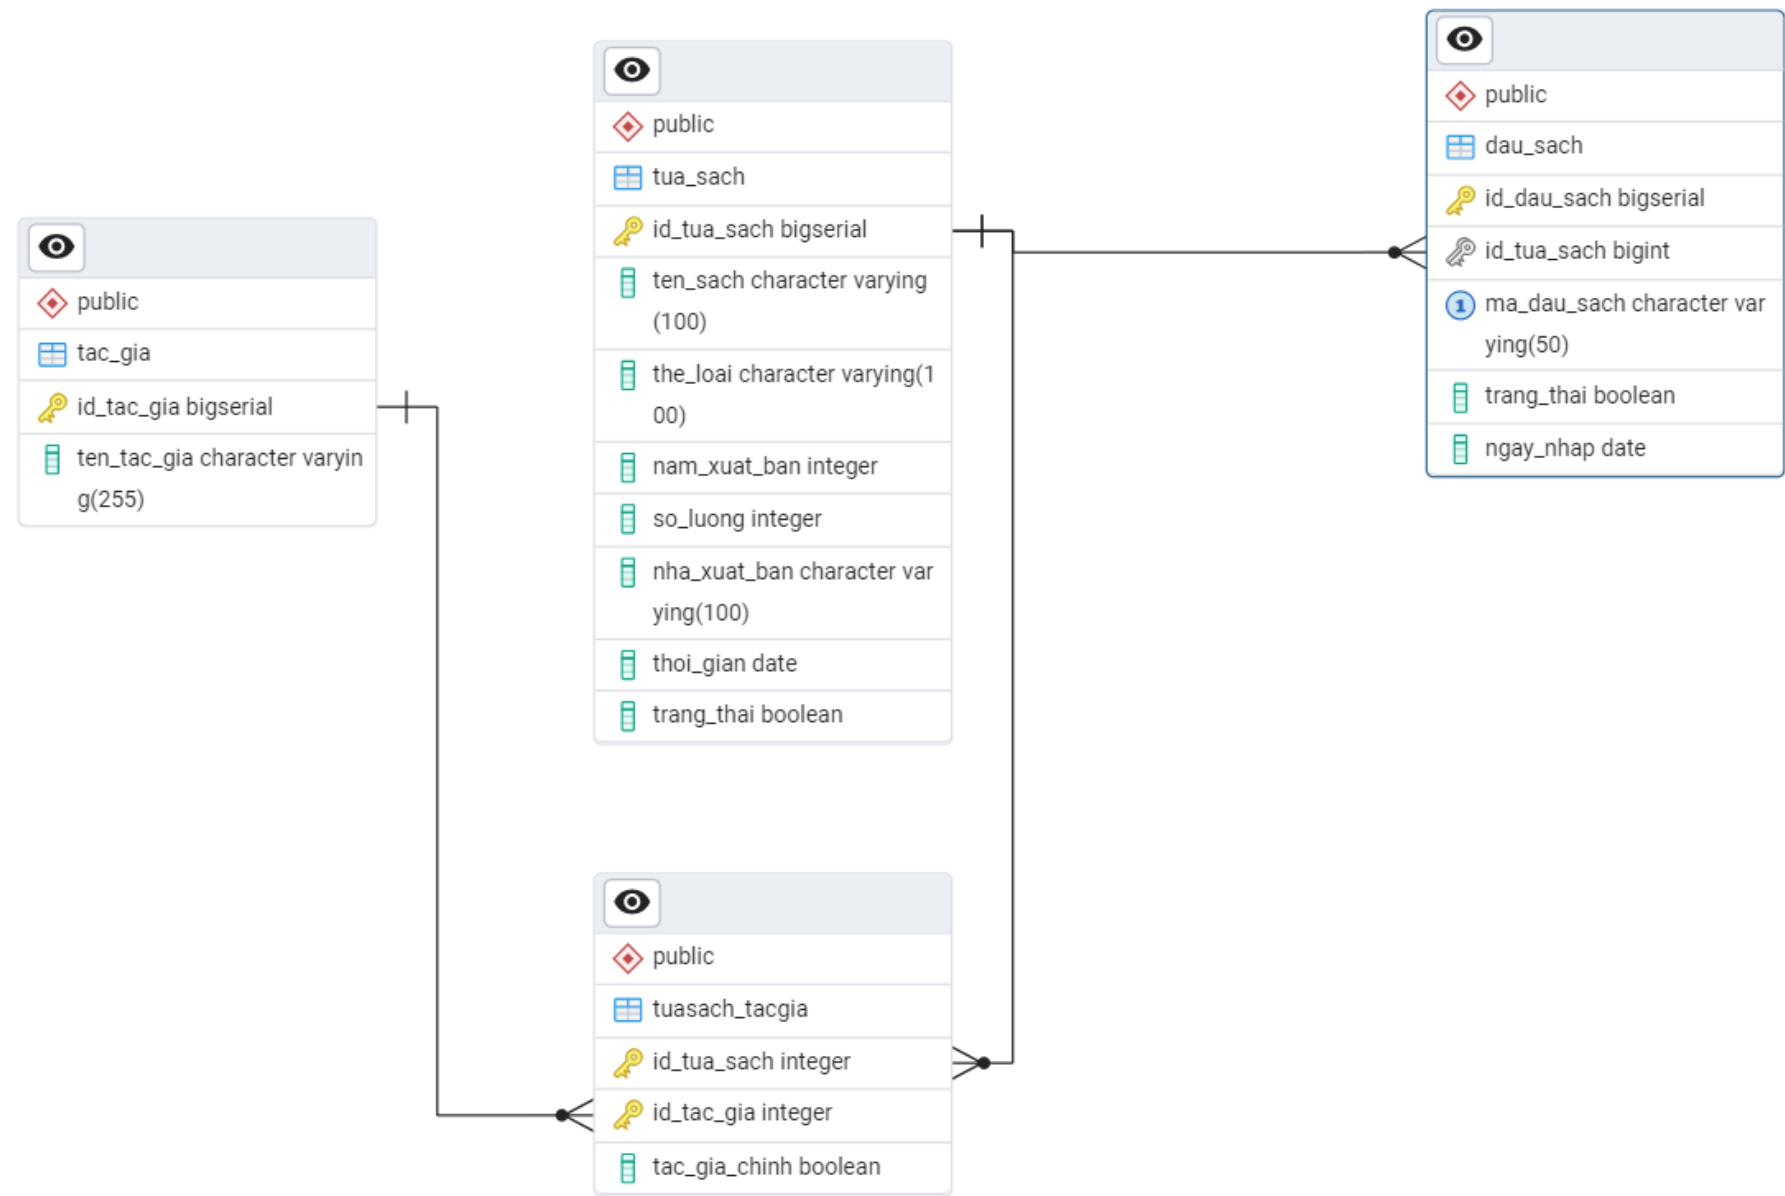 public
tac_gia
id_tac_gia bigserial
ten_tac_gia character varyin
g(255)
public
tua_sach
id_tua_sach bigserial
ten_sach character varying
(100)
the_loai character varying(1
00)
nam_xuat_ban integer
so_luong integer
nha_xuat_ban character var
ying(100)
thoi_gian date
trang_thai boolean
public
tuasach_tacgia
id_tua_sach integer
id_tac_gia integer
tac_gia_chinh boolean
public
dau_sach
id_dau_sach bigserial
id_tua_sach bigint
1 ma_dau_sach character var
ying(50)
trang_thai boolean
ngay_nhap date